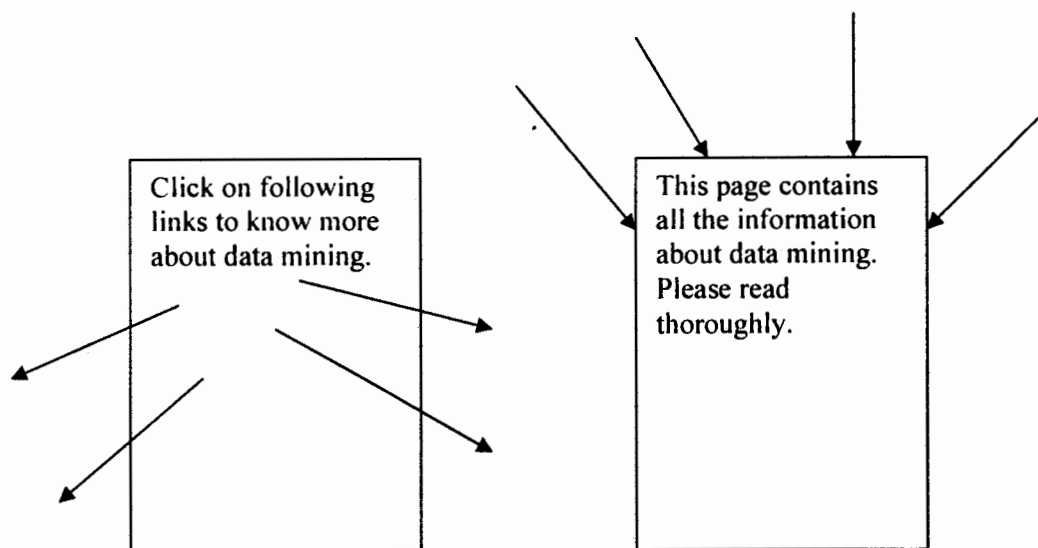 Click on following
links to know more
about data mining.
This page contains
all the information
about data mining.
Please read
thoroughly.